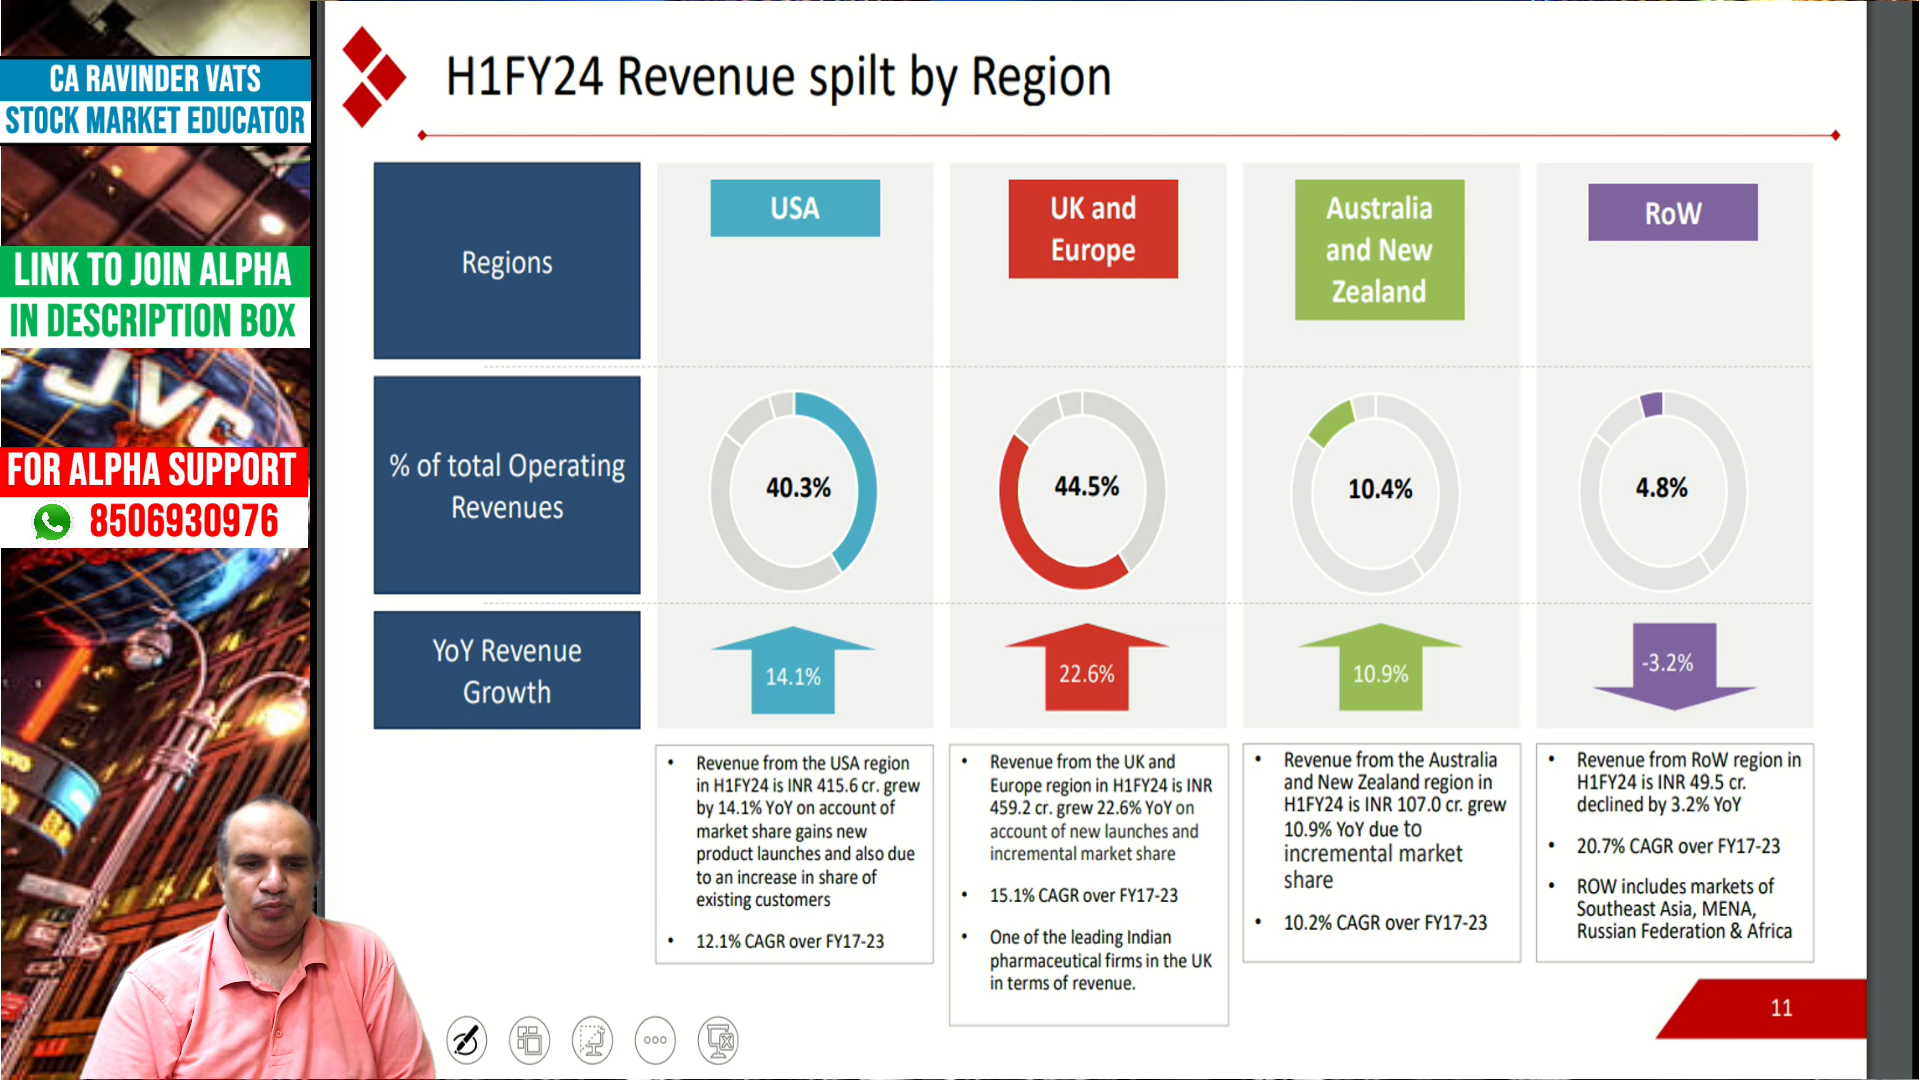 CA RAVINDER VATS
STOCK MARKET EDUCATOR
LINK TO JOIN ALPHA
IN DESCRIPTION BOX
JVC
FOR ALPHA SUPPORT
8506930976
H1FY24 Revenue spilt by Region
Regions
USA
UK and
Europe
Australia
and New
Zealand
RoW
% of total Operating
Revenues
40.3%
44.5%
10.4%
4.8%
YoY Revenue
Growth
14.1%
22.6%
10.9%
-3.2%
• Revenue from the USA region
in H1FY24 is INR 415.6 cr. grew
by 14.1% YoY on account of
market share gains new
product launches and also due
to an increase in share of
existing customers
• 12.1% CAGR over FY17-23
• Revenue from the UK and
Europe region in H1FY24 is INR
459.2 cr. grew 22.6% YoY on
account of new launches and
incremental market share
• 15.1% CAGR over FY17-23
• One of the leading Indian
pharmaceutical firms in the UK
in terms of revenue.
• Revenue from the Australia
and New Zealand region in
H1FY24 is INR 107.0 cr. grew
10.9% YoY due to
incremental market
share
• 10.2% CAGR over FY17-23
• Revenue from RoW region in
H1FY24 is INR 49.5 cr.
declined by 3.2% YoY
• 20.7% CAGR over FY17-23
• ROW includes markets of
Southeast Asia, MENA,
Russian Federation & Africa
11